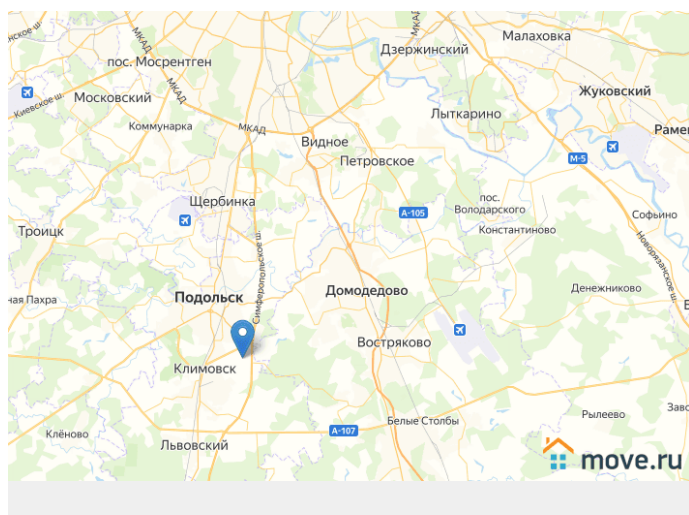 Малаховка
Дзержинский
МКАД
пос. Мосрентген
МКАД
Жуковский
Московский
Киевское ш.
Лыткарино
Коммунарка
МКАД
Видное
Петровское
М-5
Щербинка
пос.
Володарского
А-105
Софьино
Константиново
Троицк
Симферопольское ш.
Новорязанское ш.
Подольск
Домодедово
Денежниково
ная Пахра
Востряково
Климовск
Рылеево
Заво
Белые Столбы
Клёново
А-107
Львовский
move.ru